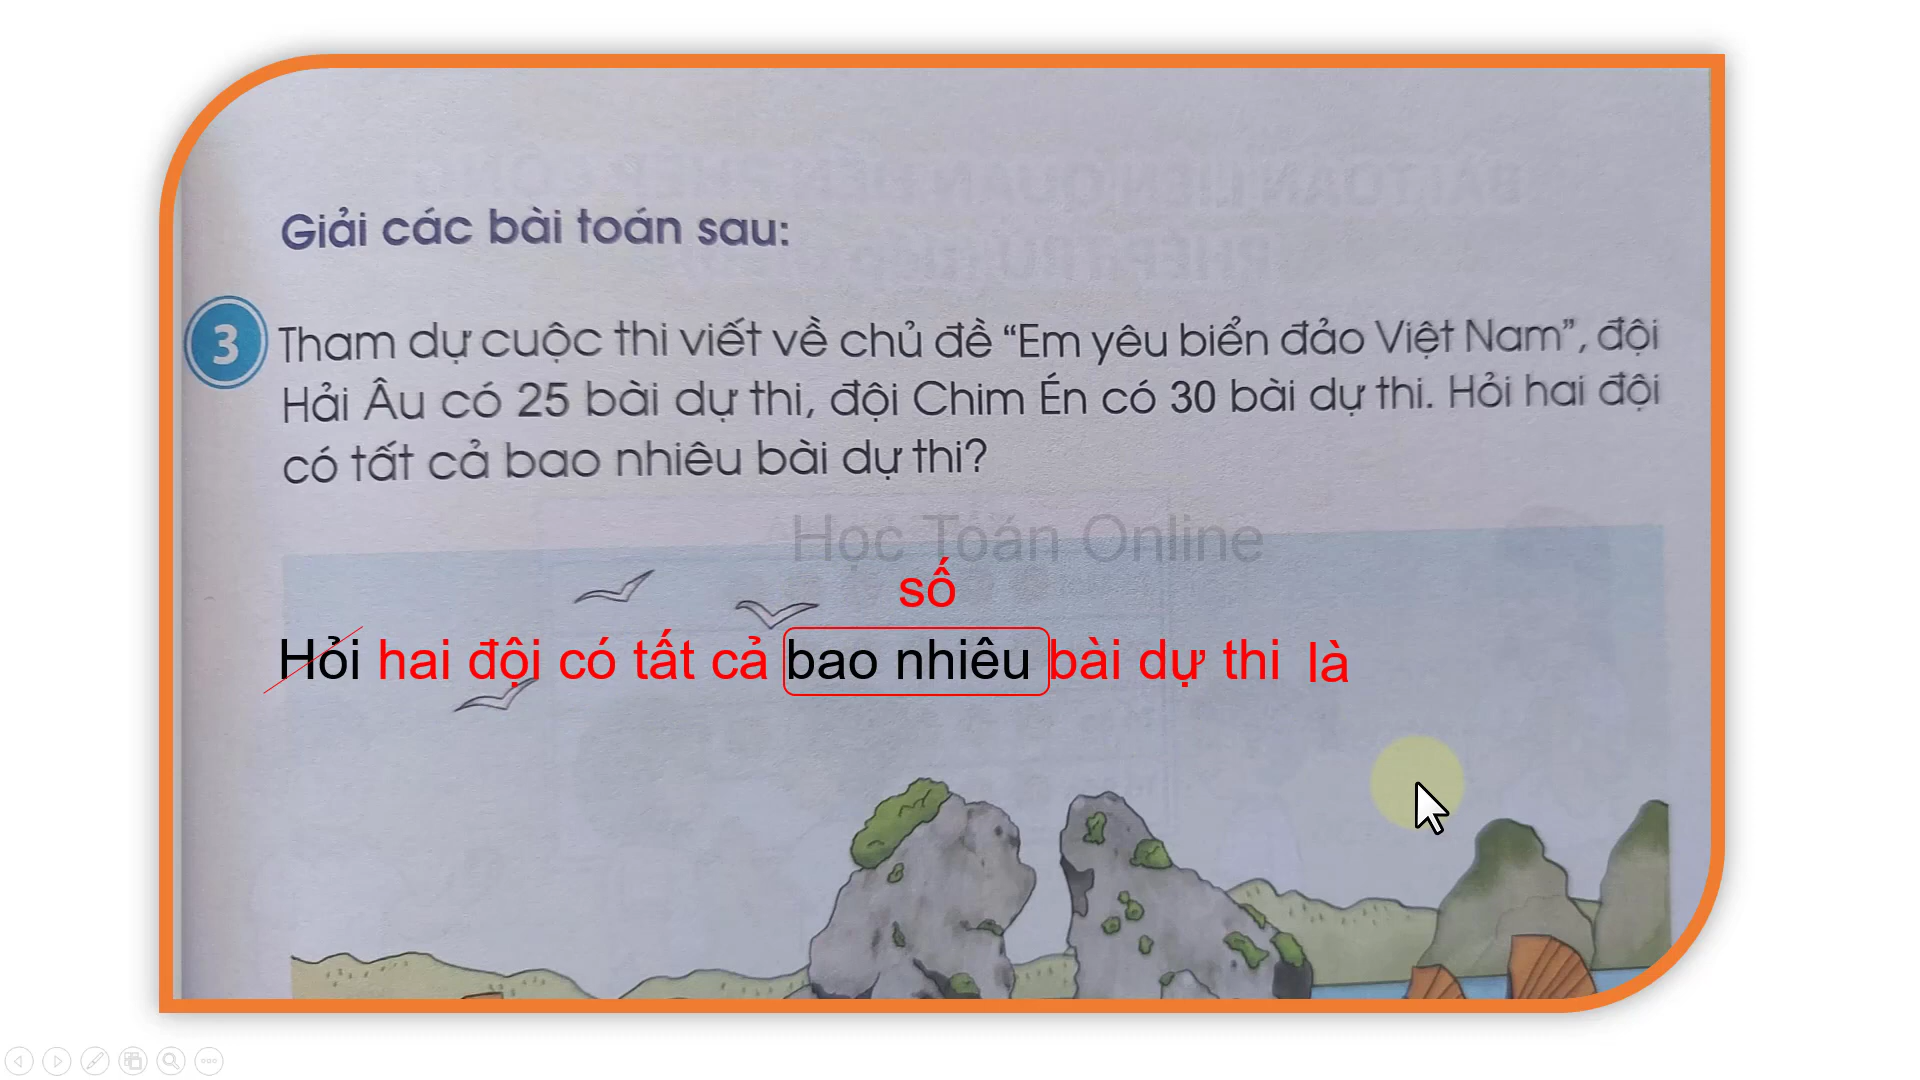 Giải các bài toán sau:
3 Tham dự cuộc thi viết về chủ đề “Em yêu biển đảo Việt Nam”, đội
Hải Âu có 25 bài dự thi, đội Chim Én có 30 bài dự thi. Hỏi hai đội
có tất cả bao nhiêu bài dự thi?
Học Toán Online
số
Hỏi hai đội có tất cả bao nhiêu bài dự thi là